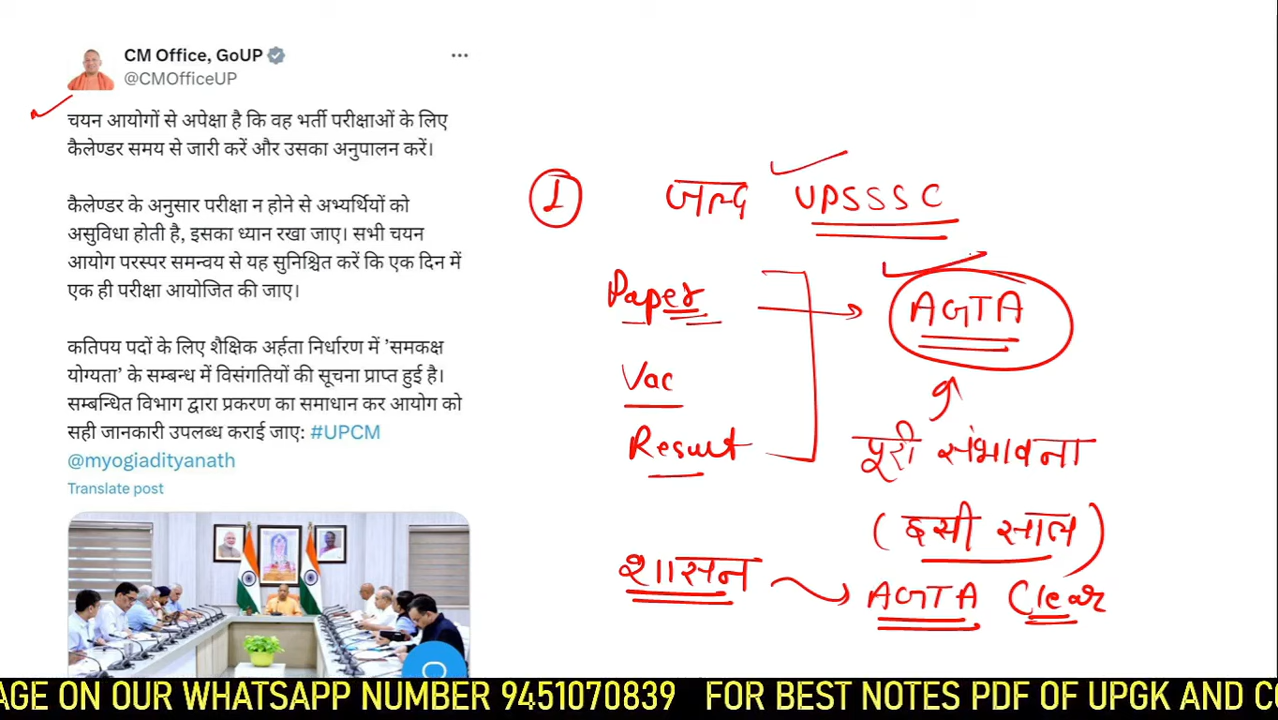 CM Office, GoUP
@CMOfficeUP
चयन आयोगों से अपेक्षा है कि वह भर्ती परीक्षाओं के लिए
कैलेण्डर समय से जारी करें और उसका अनुपालन करें।
कैलेण्डर के अनुसार परीक्षा न होने से अभ्यर्थियों को
असुविधा होती है, इसका ध्यान रखा जाए। सभी चयन
आयोग परस्पर समन्वय से यह सुनिश्चित करें कि एक दिन में
एक ही परीक्षा आयोजित की जाए।
कतिपय पदों के लिए शैक्षिक अर्हता निर्धारण में 'समकक्ष
योग्यता' के सम्बन्ध में विसंगतियों की सूचना प्राप्त हुई है।
सम्बन्धित विभाग द्वारा प्रकरण का समाधान कर आयोग को
सही जानकारी उपलब्ध कराई जाए: #UPCM
@myogiadityanath
Translate post
1 जल्द UPSSSC
Paper
AGTA
Vac
Result
पूरी संभावना
(इसी साल)
शासन
AGTA Clear
AGE ON OUR WHATSAPP NUMBER 9451070839 FOR BEST NOTES PDF OF UPGK AND C